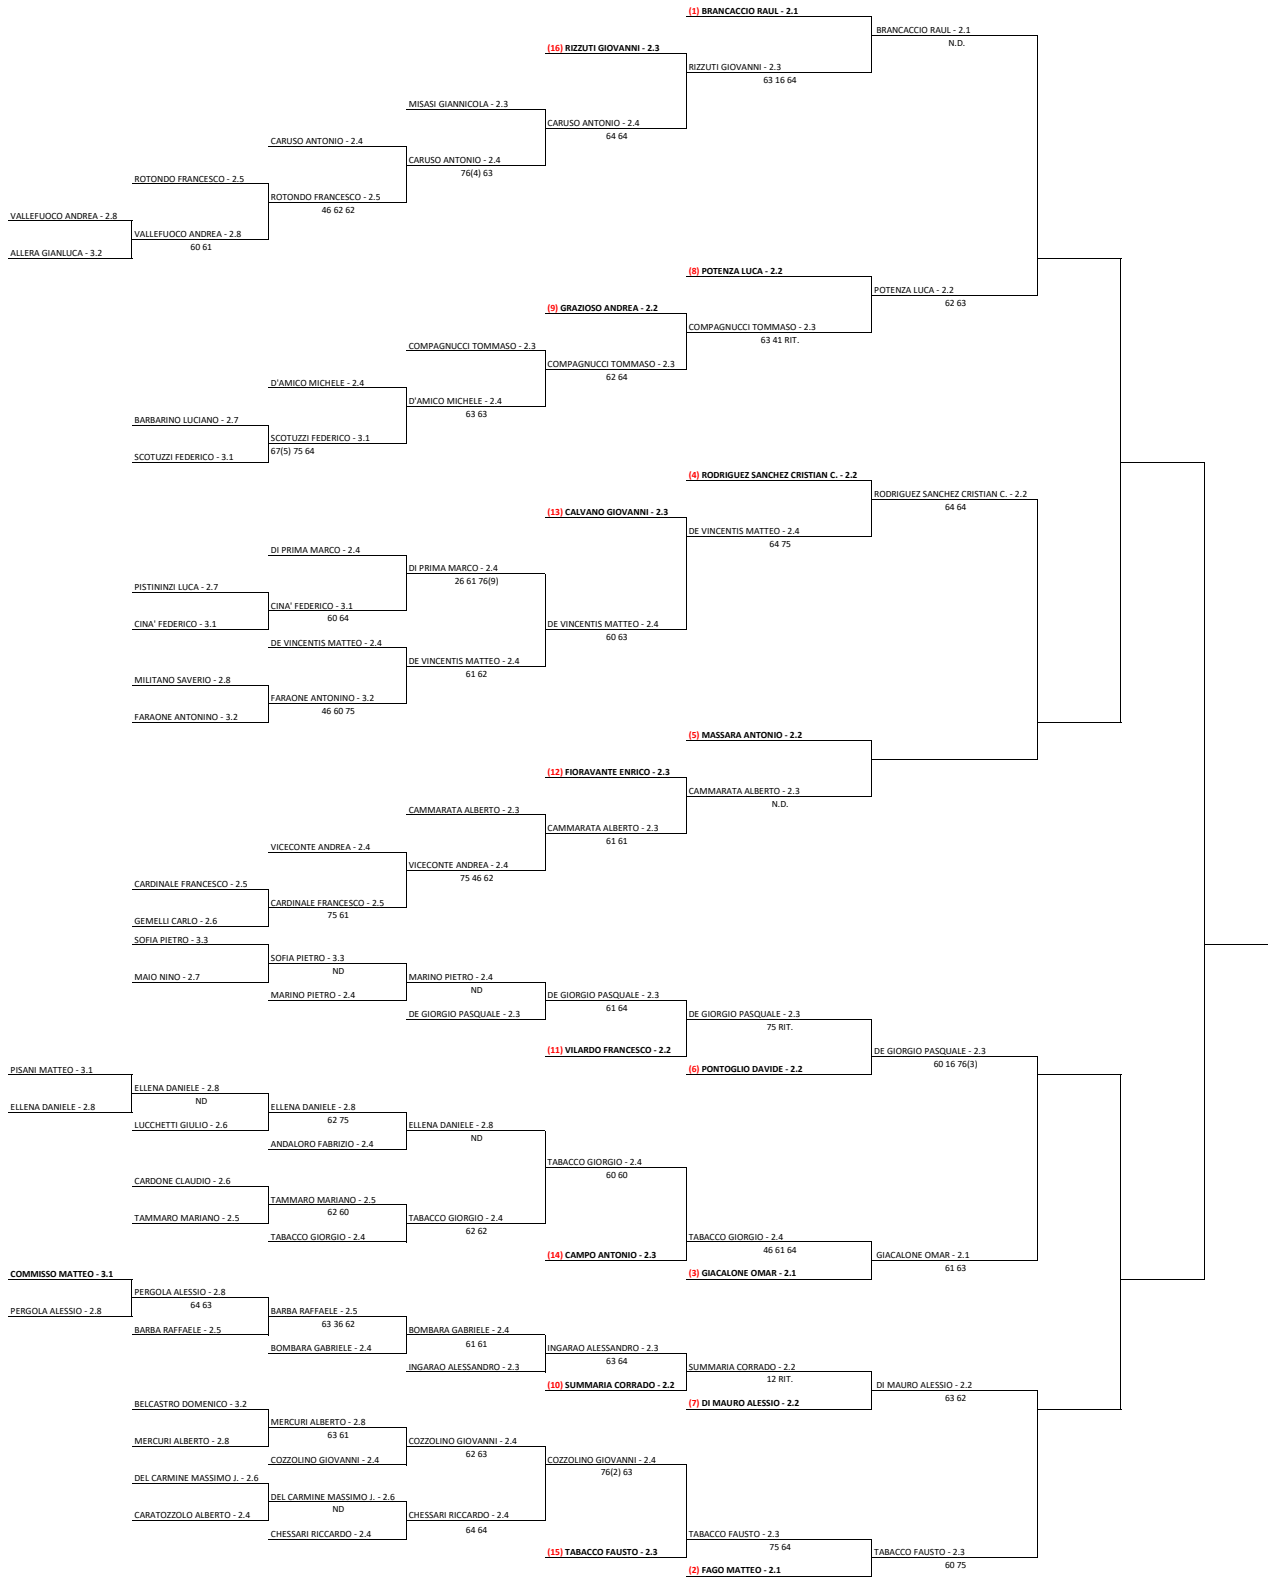 (1) BRANCACCIO RAUL - 2.1
BRANCACCIO RAUL - 2.1
N.D.
(16) RIZZUTI GIOVANNI - 2.3
RIZZUTI GIOVANNI - 2.3
63 16 64
MISASI GIANNICOLA - 2.3
CARUSO ANTONIO - 2.4
64 64
CARUSO ANTONIO - 2.4
CARUSO ANTONIO - 2.4
76(4) 63
ROTONDO FRANCESCO - 2.5
ROTONDO FRANCESCO - 2.5
46 62 62
VALLEFUOCO ANDREA - 2.8
VALLEFUOCO ANDREA - 2.8
60 61
ALLERA GIANLUCA - 3.2
(8) POTENZA LUCA - 2.2
POTENZA LUCA - 2.2
62 63
(9) GRAZIOSO ANDREA - 2.2
COMPAGNUCCI TOMMASO - 2.3
63 41 RIT.
COMPAGNUCCI TOMMASO - 2.3
COMPAGNUCCI TOMMASO - 2.3
62 64
D'AMICO MICHELE - 2.4
D'AMICO MICHELE - 2.4
63 63
BARBARINO LUCIANO - 2.7
SCOTUZZI FEDERICO - 3.1
67(5) 75 64
SCOTUZZI FEDERICO - 3.1
(4) RODRIGUEZ SANCHEZ CRISTIAN C. - 2.2
RODRIGUEZ SANCHEZ CRISTIAN C. - 2.2
64 64
(13) CALVANO GIOVANNI - 2.3
DE VINCENTIS MATTEO - 2.4
64 75
DI PRIMA MARCO - 2.4
DI PRIMA MARCO - 2.4
26 61 76(9)
PISTININZI LUCA - 2.7
CINA' FEDERICO - 3.1
60 64
CINA' FEDERICO - 3.1
DE VINCENTIS MATTEO - 2.4
60 63
DE VINCENTIS MATTEO - 2.4
DE VINCENTIS MATTEO - 2.4
61 62
MILITANO SAVERIO - 2.8
FARAONE ANTONINO - 3.2
46 60 75
FARAONE ANTONINO - 3.2
(5) MASSARA ANTONIO - 2.2
(12) FIORAVANTE ENRICO - 2.3
CAMMARATA ALBERTO - 2.3
N.D.
CAMMARATA ALBERTO - 2.3
CAMMARATA ALBERTO - 2.3
61 61
VICECONTE ANDREA - 2.4
VICECONTE ANDREA - 2.4
75 46 62
CARDINALE FRANCESCO - 2.5
CARDINALE FRANCESCO - 2.5
75 61
GEMELLI CARLO - 2.6
SOFIA PIETRO - 3.3
SOFIA PIETRO - 3.3
ND
MAIO NINO - 2.7
MARINO PIETRO - 2.4
ND
MARINO PIETRO - 2.4
DE GIORGIO PASQUALE - 2.3
61 64
DE GIORGIO PASQUALE - 2.3
DE GIORGIO PASQUALE - 2.3
75 RIT.
(11) VILARDO FRANCESCO - 2.2
DE GIORGIO PASQUALE - 2.3
60 16 76(3)
(6) PONTOGLIO DAVIDE - 2.2
PISANI MATTEO - 3.1
ELLENA DANIELE - 2.8
ND
ELLENA DANIELE - 2.8
ELLENA DANIELE - 2.8
62 75
LUCCHETTI GIULIO - 2.6
ELLENA DANIELE - 2.8
ND
ANDALORO FABRIZIO - 2.4
TABACCO GIORGIO - 2.4
60 60
CARDONE CLAUDIO - 2.6
TAMMARO MARIANO - 2.5
62 60
TAMMARO MARIANO - 2.5
TABACCO GIORGIO - 2.4
62 62
TABACCO GIORGIO - 2.4
TABACCO GIORGIO - 2.4
46 61 64
(14) CAMPO ANTONIO - 2.3
GIACALONE OMAR - 2.1
61 63
(3) GIACALONE OMAR - 2.1
COMMISSO MATTEO - 3.1
PERGOLA ALESSIO - 2.8
64 63
PERGOLA ALESSIO - 2.8
BARBA RAFFAELE - 2.5
63 36 62
BARBA RAFFAELE - 2.5
BOMBARA GABRIELE - 2.4
61 61
BOMBARA GABRIELE - 2.4
INGARAO ALESSANDRO - 2.3
63 64
INGARAO ALESSANDRO - 2.3
SUMMARIA CORRADO - 2.2
12 RIT.
(10) SUMMARIA CORRADO - 2.2
DI MAURO ALESSIO - 2.2
63 62
(7) DI MAURO ALESSIO - 2.2
BELCASTRO DOMENICO - 3.2
MERCURI ALBERTO - 2.8
63 61
MERCURI ALBERTO - 2.8
COZZOLINO GIOVANNI - 2.4
62 63
COZZOLINO GIOVANNI - 2.4
COZZOLINO GIOVANNI - 2.4
76(2) 63
DEL CARMINE MASSIMO J. - 2.6
DEL CARMINE MASSIMO J. - 2.6
ND
CARATOZZOLO ALBERTO - 2.4
CHESSARI RICCARDO - 2.4
64 64
CHESSARI RICCARDO - 2.4
TABACCO FAUSTO - 2.3
75 64
(15) TABACCO FAUSTO - 2.3
TABACCO FAUSTO - 2.3
60 75
(2) FAGO MATTEO - 2.1